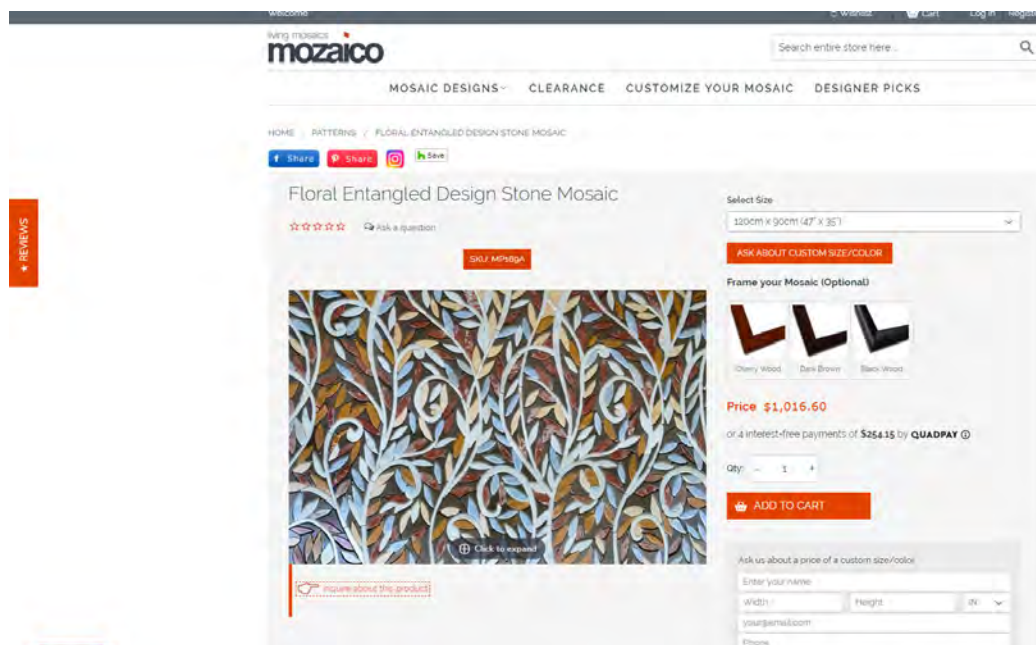 Welcome
Wishlist
Cart
Log in
Register
living mosaics
mozaico
Search entire store here...
MOSAIC DESIGNS
CLEARANCE
CUSTOMIZE YOUR MOSAIC
DESIGNER PICKS
HOME / PATTERNS / FLORAL ENTANGLED DESIGN STONE MOSAIC
Share
Share
Save
Floral Entangled Design Stone Mosaic
Ask a question
SKU: MP189A
★ REVIEWS
Click to expand
inquire about this product
Select Size
120cm x 90cm (47" x 35")
ASK ABOUT CUSTOM SIZE/COLOR
Frame your Mosaic (Optional)
Cherry Wood
Dark Brown
Black Wood
Price $1,016.60
or 4 interest-free payments of $254.15 by QUADPAY
Qty: - 1 +
ADD TO CART
Ask us about a price of a custom size/color
Enter your name
Width
Height
IN
your@email.com
Phone